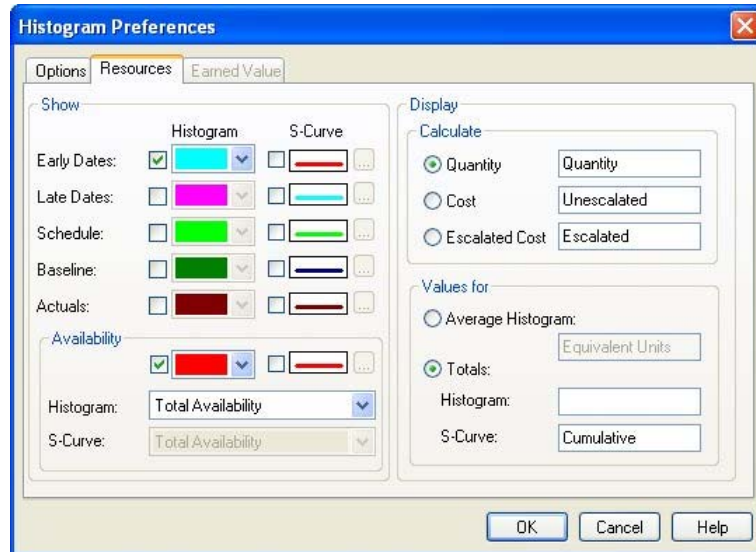 Histogram Preferences
Options Resources Earned Value
Show
Histogram S-Curve
Early Dates:
Late Dates:
Schedule:
Baseline:
Actuals:
Availability
Histogram: Total Availability
S-Curve: Total Availability
Display
Calculate
Quantity Quantity
Cost Unescalated
Escalated Cost Escalated
Values for
Average Histogram:
Equivalent Units
Totals:
Histogram:
S-Curve: Cumulative
OK Cancel Help